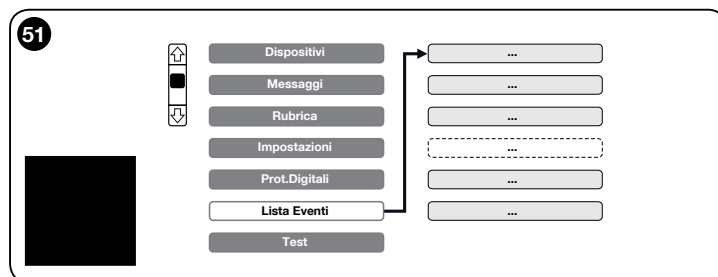 51
Dispositivi
...
Messaggi
...
Rubrica
...
Impostazioni
...
Prot.Digitali
...
Lista Eventi
...
Test